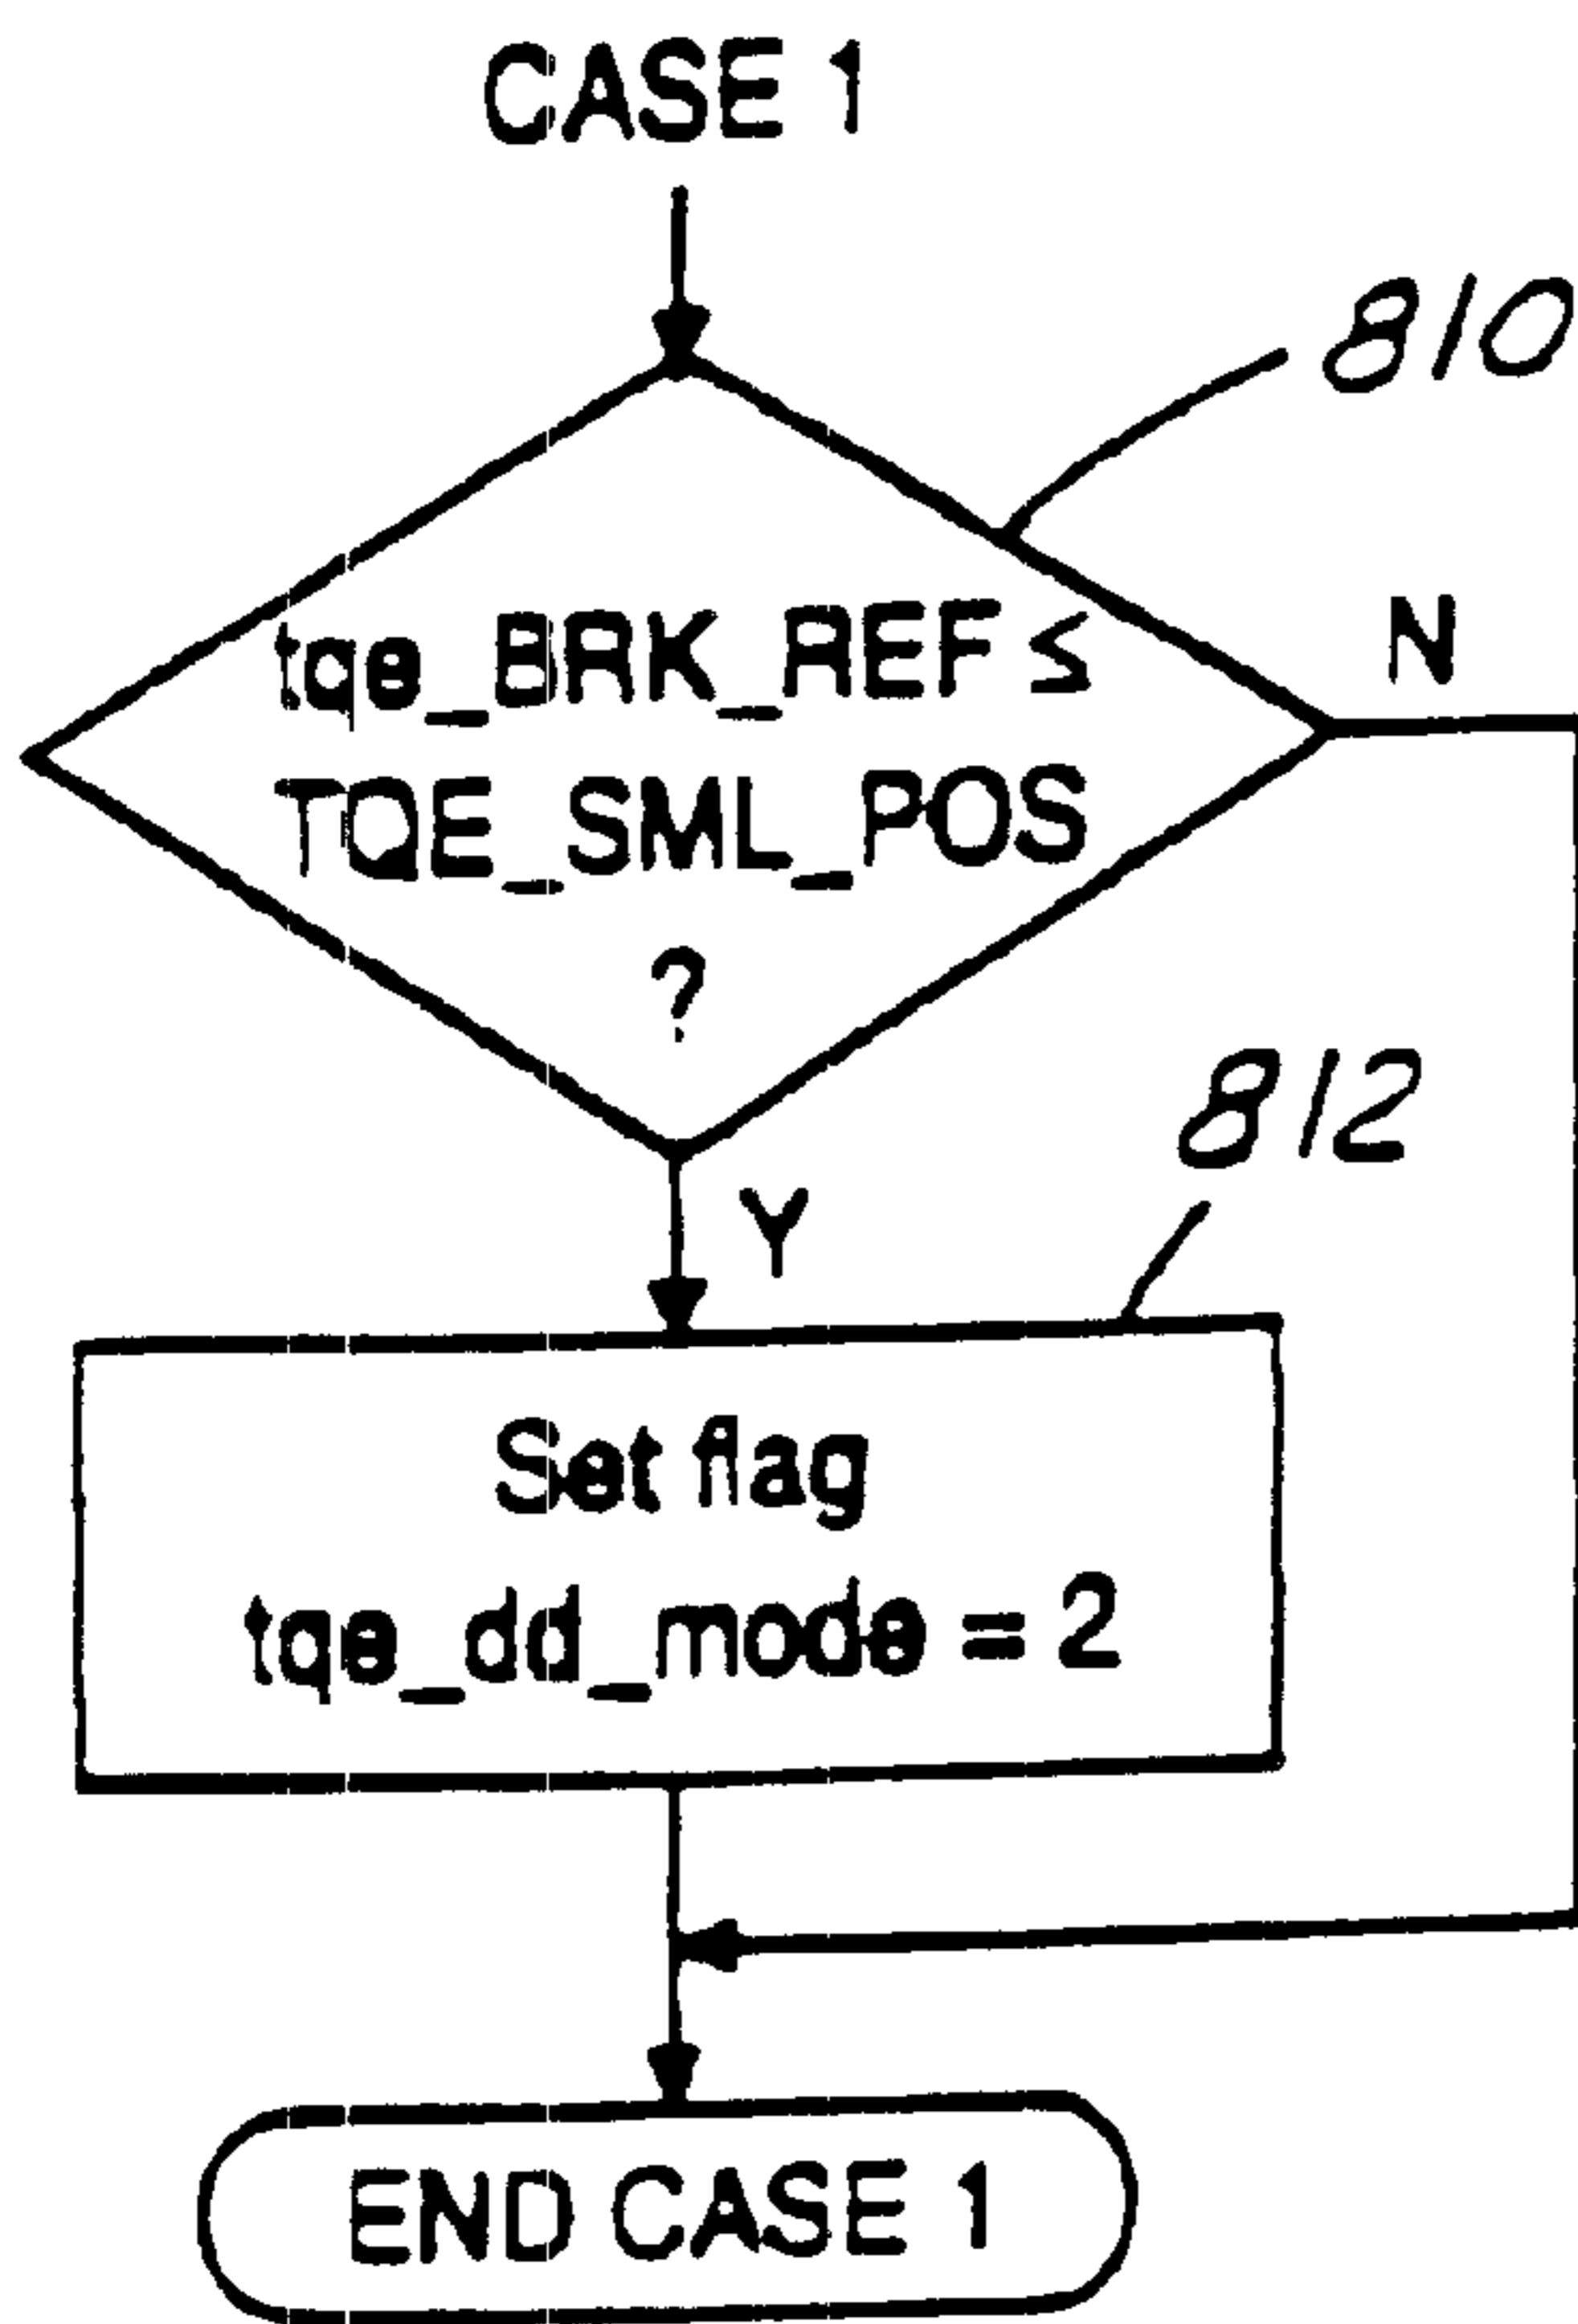 CASE 1
810
tqe_BRK_REF ≤
TQE_SML_POS
?
N
812
Y
Set flag
tqe_dd_mode = 2
END CASE 1